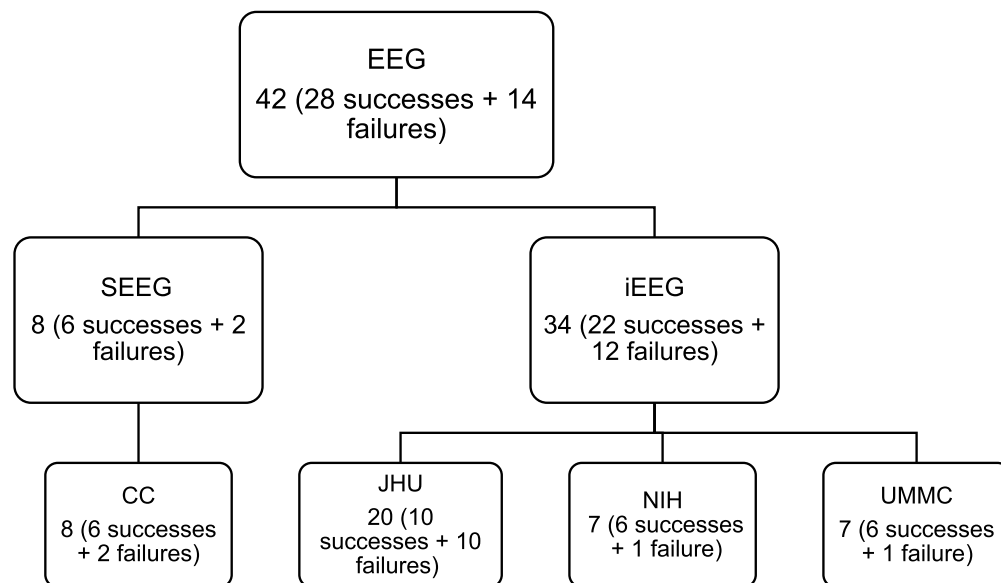 EEG
42 (28 successes + 14
failures)
SEEG
8 (6 successes + 2
failures)
iEEG
34 (22 successes +
12 failures)
CC
8 (6 successes
+ 2 failures)
JHU
20 (10
successes + 10
failures)
NIH
7 (6 successes
+ 1 failure)
UMMC
7 (6 successes
+ 1 failure)